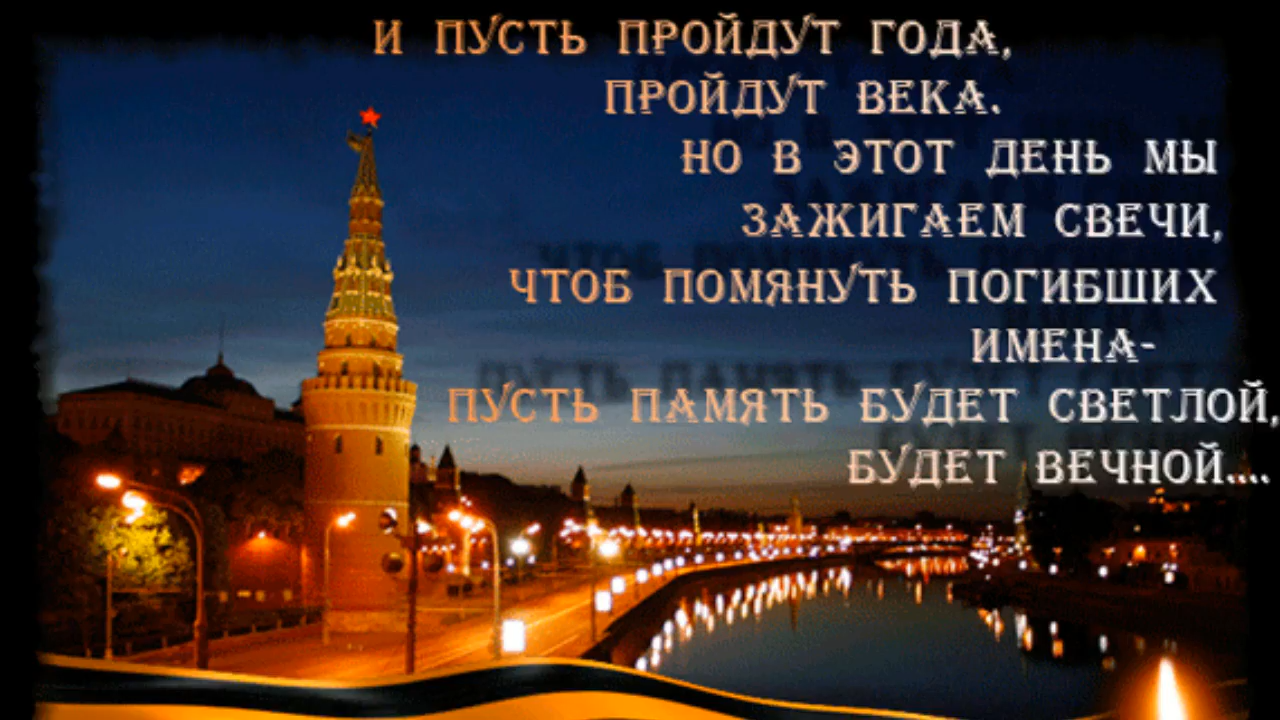 И ПУСТЬ ПРОЙДУТ ГОДА,
ПРОЙДУТ ВЕКА.
НО В ЭТОТ ДЕНЬ МЫ
ЗАЖИГАЕМ СВЕЧИ,
ЧТОБ ПОМЯНУТЬ ПОГИБШИХ
ИМЕНА-
ПУСТЬ ПАМЯТЬ БУДЕТ СВЕТЛОЙ,
БУДЕТ ВЕЧНОЙ....